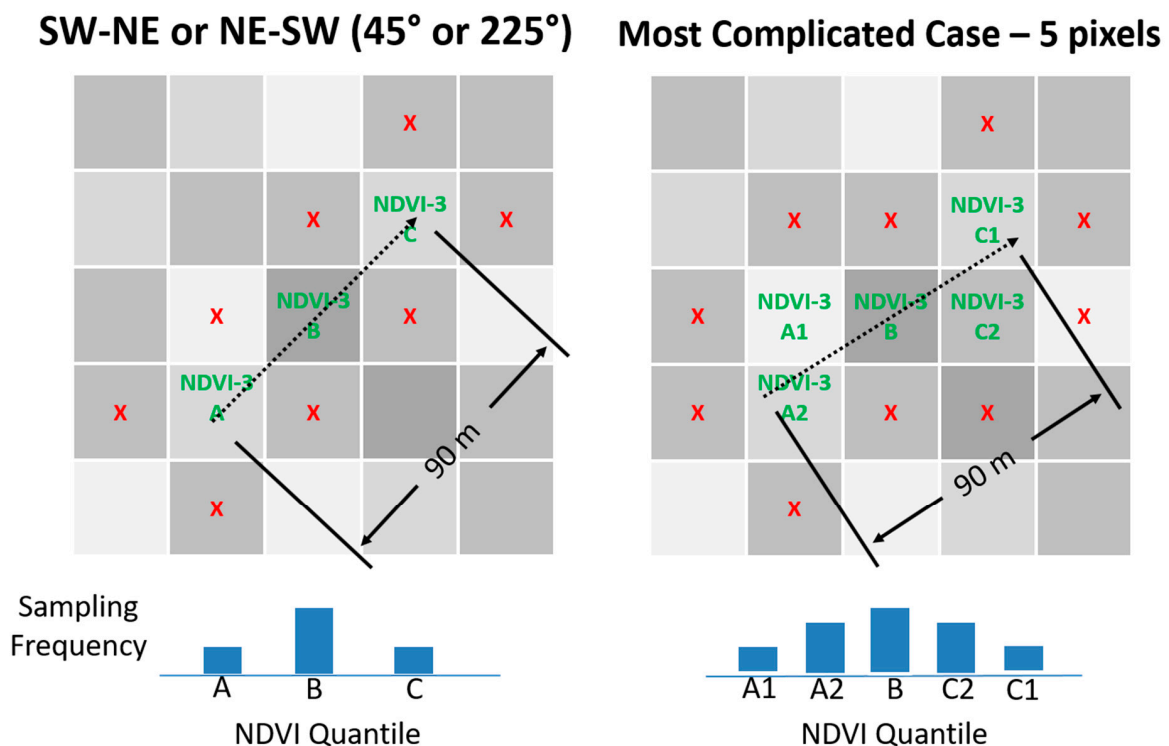 SW-NE or NE-SW (45° or 225°)
X
NDVI-3
C
X
X
NDVI-3
B
X
X
NDVI-3
A
X
X
X
90 m
Sampling
Frequency
A B C
NDVI Quantile
Most Complicated Case – 5 pixels
X
X X
NDVI-3
C1
X
X
NDVI-3
A1
NDVI-3
B
NDVI-3
C2
X
X
NDVI-3
A2
X X
X
90 m
A1 A2 B C2 C1
NDVI Quantile